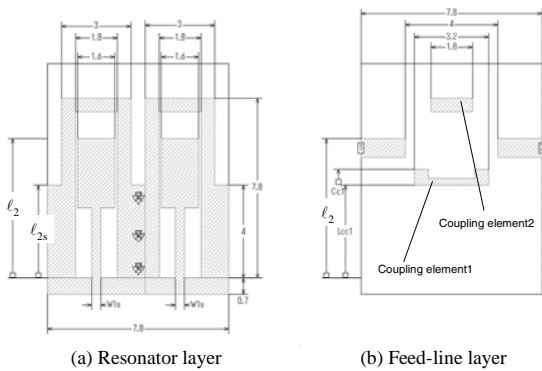 3
3
1.8
1.8
1.6
1.6
ℓ2
ℓ2s
7.8
4
0.7
W1s
W1s
7.8
(a) Resonator layer
7.8
4
3.2
1.8
ℓ2
Cc1
Lcc1
Coupling element2
Coupling element1
(b) Feed-line layer